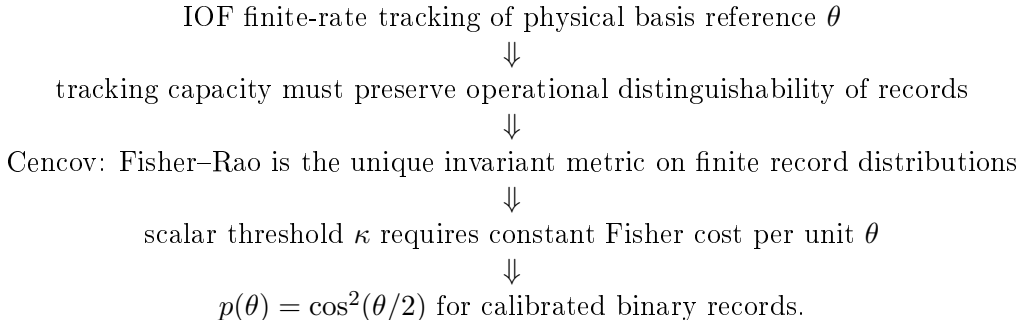 IOF finite-rate tracking of physical basis reference θ
⇓
tracking capacity must preserve operational distinguishability of records
⇓
Cencov: Fisher–Rao is the unique invariant metric on finite record distributions
⇓
scalar threshold κ requires constant Fisher cost per unit θ
⇓
p(θ) = cos²(θ/2) for calibrated binary records.